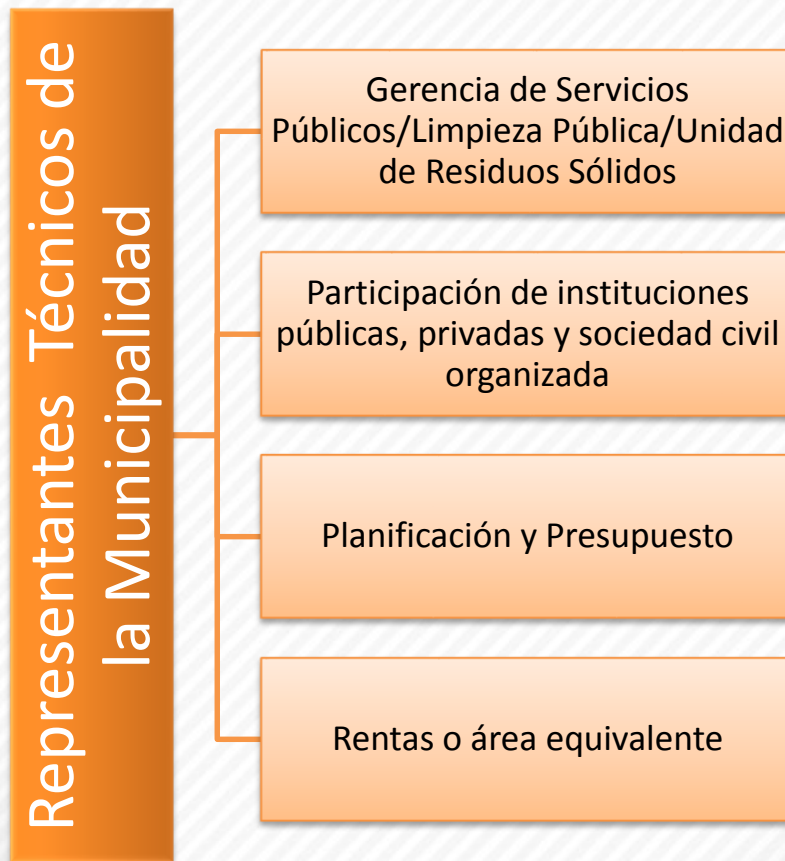 Representantes Técnicos de
la Municipalidad
Gerencia de Servicios
Públicos/Limpieza Pública/Unidad
de Residuos Sólidos
Participación de instituciones
públicas, privadas y sociedad civil
organizada
Planificación y Presupuesto
Rentas o área equivalente